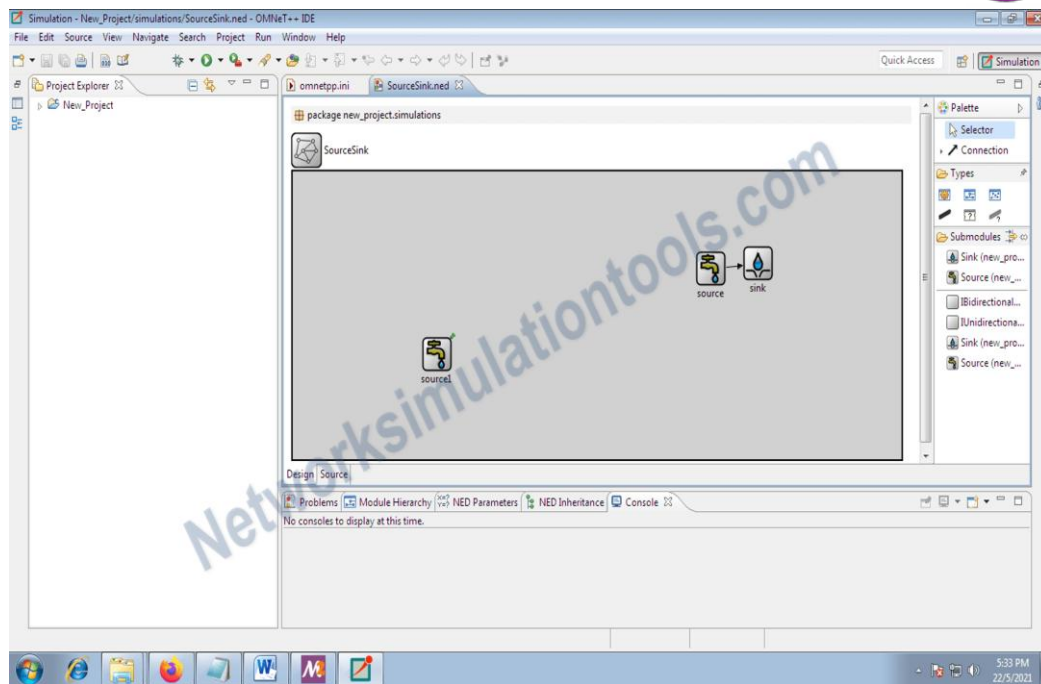 Simulation - New_Project/simulations/SourceSink.ned - OMNeT++ IDE
File Edit Source View Navigate Search Project Run Window Help
Quick Access
Simulation
Project Explorer
New_Project
omnetpp.ini
SourceSink.ned
package new_project.simulations
SourceSink
source
sink
source1
Palette
Selector
Connection
Types
Submodules
Sink (new_pro...
Source (new_...
IBidirectional...
IUnidirectiona...
Sink (new_pro...
Source (new_...
Design Source
Problems Module Hierarchy NED Parameters NED Inheritance Console
No consoles to display at this time.
Networksimulationtools.com
5:33 PM
22/5/2021